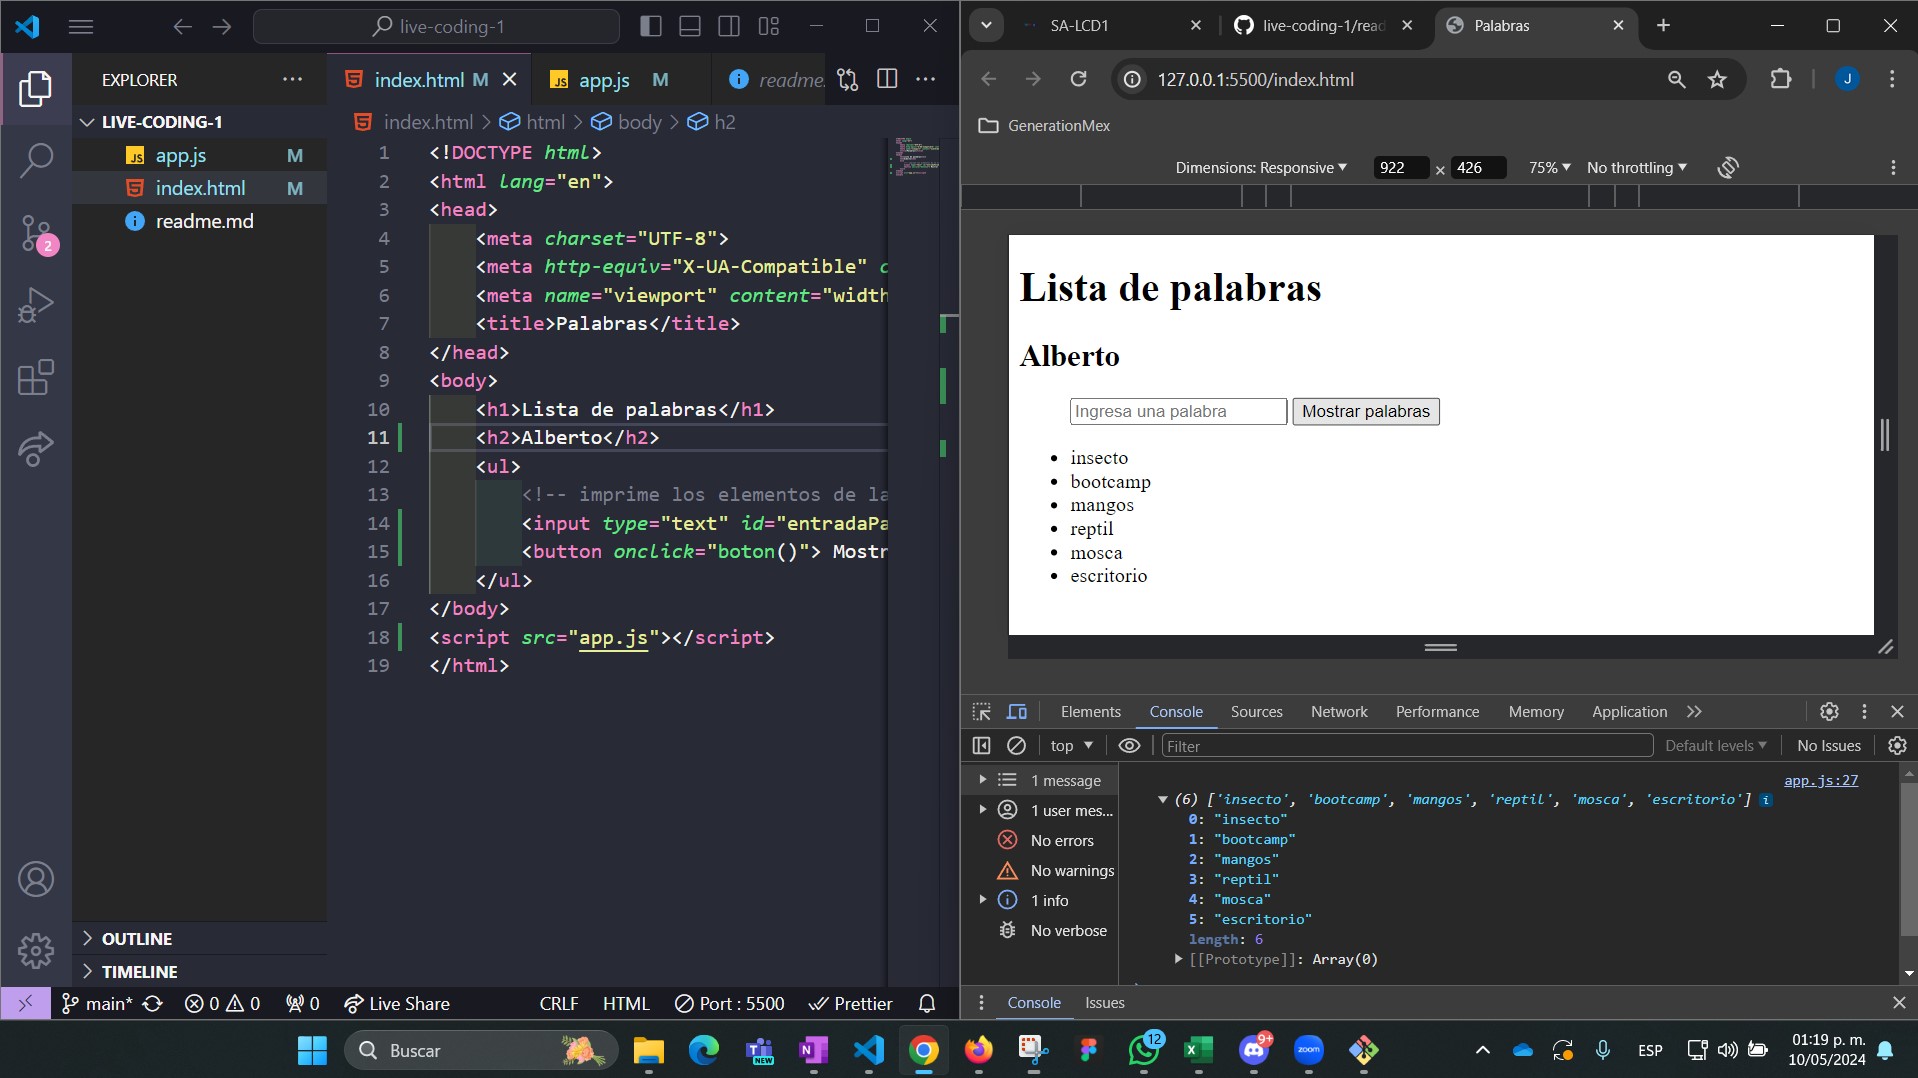 live-coding-1
EXPLORER
LIVE-CODING-1
JS app.js M
index.html M
readme.md
OUTLINE
TIMELINE
2
index.html M
JS app.js M
readme.
index.html > html > body > h2
1 <!DOCTYPE html>
2 <html lang="en">
3 <head>
4 <meta charset="UTF-8">
5 <meta http-equiv="X-UA-Compatible" c
6 <meta name="viewport" content="width
7 <title>Palabras</title>
8 </head>
9 <body>
10 <h1>Lista de palabras</h1>
11 <h2>Alberto</h2>
12 <ul>
13 <!-- imprime los elementos de la
14 <input type="text" id="entradaPa
15 <button onclick="boton()"> Mostr
16 </ul>
17 </body>
18 <script src="app.js"></script>
19 </html>
main* 0 0 0 Live Share CRLF HTML Port : 5500 Prettier
SA-LCD1
live-coding-1/read
Palabras
127.0.0.1:5500/index.html
J
GenerationMex
Dimensions: Responsive 922 × 426 75% No throttling
Lista de palabras
Alberto
Ingresa una palabra Mostrar palabras
• insecto
• bootcamp
• mangos
• reptil
• mosca
• escritorio
Elements Console Sources Network Performance Memory Application
top Filter Default levels No Issues
1 message
1 user mes...
No errors
No warnings
1 info
No verbose
app.js:27
(6) ['insecto', 'bootcamp', 'mangos', 'reptil', 'mosca', 'escritorio'] i
0: "insecto"
1: "bootcamp"
2: "mangos"
3: "reptil"
4: "mosca"
5: "escritorio"
length: 6
[[Prototype]]: Array(0)
Console Issues
Buscar
NEW
12
9+
zoom
ESP
01:19 p. m.
10/05/2024